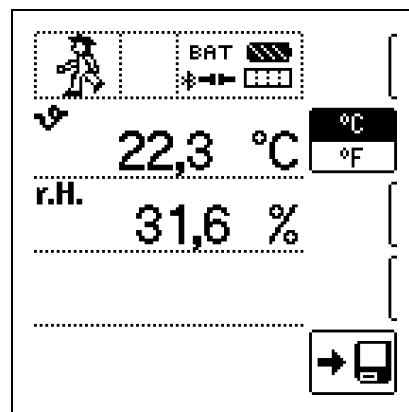 BAT
ϑ 22,3 °C
°C
°F
r.H. 31,6 %